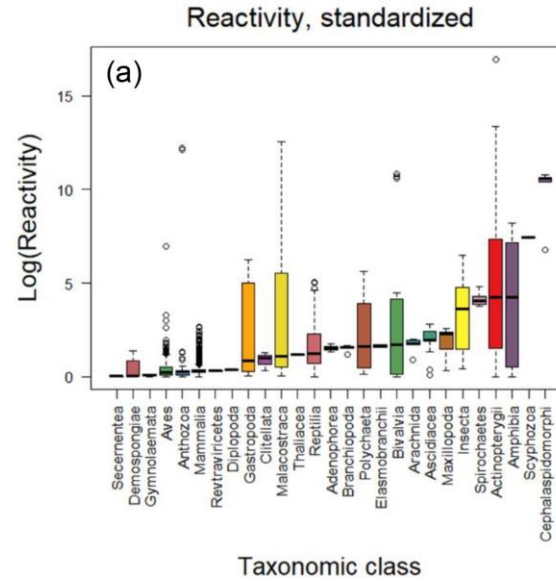 Reactivity, standardized
(a)
Log(Reactivity)
15
10
5
0
Secernentea
Demospongiae
Gymnolaemata
Aves
Anthozoa
Mammalia
Revtraviricetes
Diplopoda
Gastropoda
Clitellata
Malacostraca
Thaliacea
Reptilia
Adenophorea
Branchiopoda
Polychaeta
Elasmobranchii
Bivalvia
Arachnida
Ascidiacea
Maxillopoda
Insecta
Spirochaetes
Actinopterygii
Amphibia
Scyphozoa
Cephalaspidomorphi
Taxonomic class